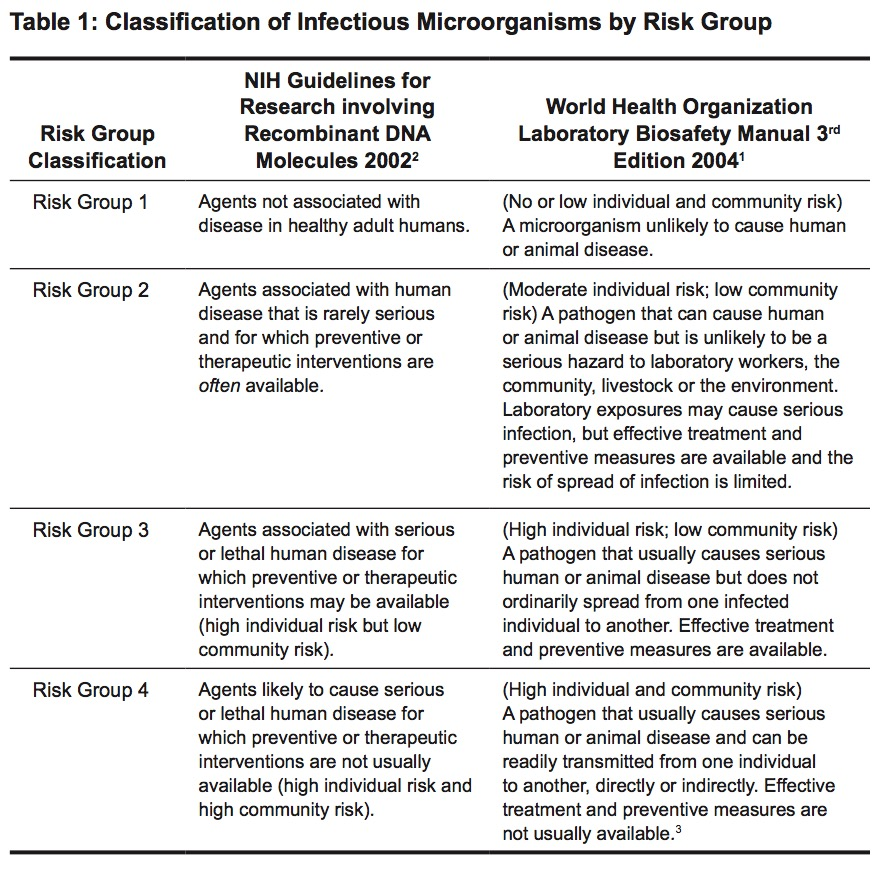 Table 1: Classification of Infectious Microorganisms by Risk Group
Risk Group
Classification
NIH Guidelines for
Research involving
Recombinant DNA
Molecules 2002²
World Health Organization
Laboratory Biosafety Manual 3rd
Edition 2004¹
Risk Group 1
Agents not associated with
disease in healthy adult humans.
(No or low individual and community risk)
A microorganism unlikely to cause human
or animal disease.
Risk Group 2
Agents associated with human
disease that is rarely serious
and for which preventive or
therapeutic interventions are
often available.
(Moderate individual risk; low community
risk) A pathogen that can cause human
or animal disease but is unlikely to be a
serious hazard to laboratory workers, the
community, livestock or the environment.
Laboratory exposures may cause serious
infection, but effective treatment and
preventive measures are available and the
risk of spread of infection is limited.
Risk Group 3
Agents associated with serious
or lethal human disease for
which preventive or therapeutic
interventions may be available
(high individual risk but low
community risk).
(High individual risk; low community risk)
A pathogen that usually causes serious
human or animal disease but does not
ordinarily spread from one infected
individual to another. Effective treatment
and preventive measures are available.
Risk Group 4
Agents likely to cause serious
or lethal human disease for
which preventive or therapeutic
interventions are not usually
available (high individual risk and
high community risk).
(High individual and community risk)
A pathogen that usually causes serious
human or animal disease and can be
readily transmitted from one individual
to another, directly or indirectly. Effective
treatment and preventive measures are
not usually available.³